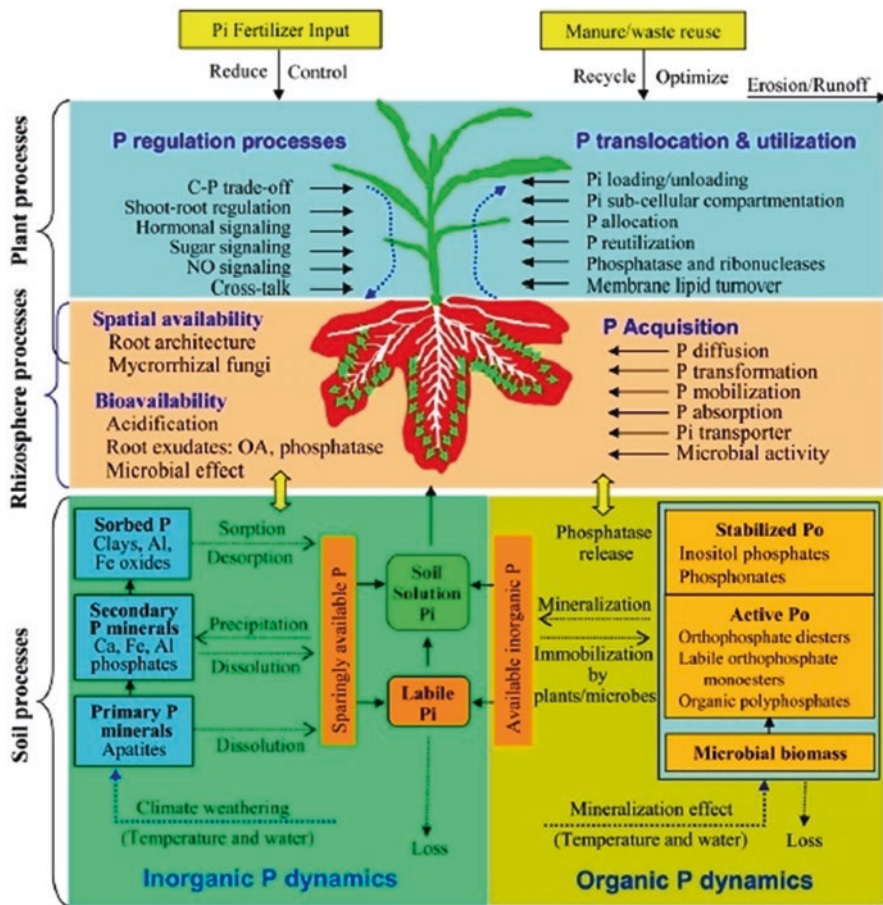 Pi Fertilizer Input
Manure/waste reuse
Reduce
Control
Recycle
Optimize
Erosion/Runoff
Plant processes
P regulation processes
C-P trade-off
Shoot-root regulation
Hormonal signaling
Sugar signaling
NO signaling
Cross-talk
P translocation & utilization
Pi loading/unloading
Pi sub-cellular compartmentation
P allocation
P reutilization
Phosphatase and ribonucleases
Membrane lipid turnover
Rhizosphere processes
Spatial availability
Root architecture
Mycrorrhizal fungi
Bioavailability
Acidification
Root exudates: OA, phosphatase
Microbial effect
P Acquisition
P diffusion
P transformation
P mobilization
P absorption
Pi transporter
Microbial activity
Soil processes
Sorbed P
Clays, Al,
Fe oxides
Secondary
P minerals
Ca, Fe, Al
phosphates
Primary P
minerals
Apatites
Sorption
Desorption
Precipitation
Dissolution
Dissolution
Climate weathering
(Temperature and water)
Sparingly available P
Soil
Solution
Pi
Labile
Pi
Loss
Inorganic P dynamics
Available inorganic P
Phosphatase
release
Mineralization
Immobilization
by
plants/microbes
Stabilized Po
Inositol phosphates
Phosphonates
Active Po
Orthophosphate diesters
Labile orthophosphate
monoesters
Organic polyphosphates
Microbial biomass
Mineralization effect
(Temperature and water)
Loss
Organic P dynamics